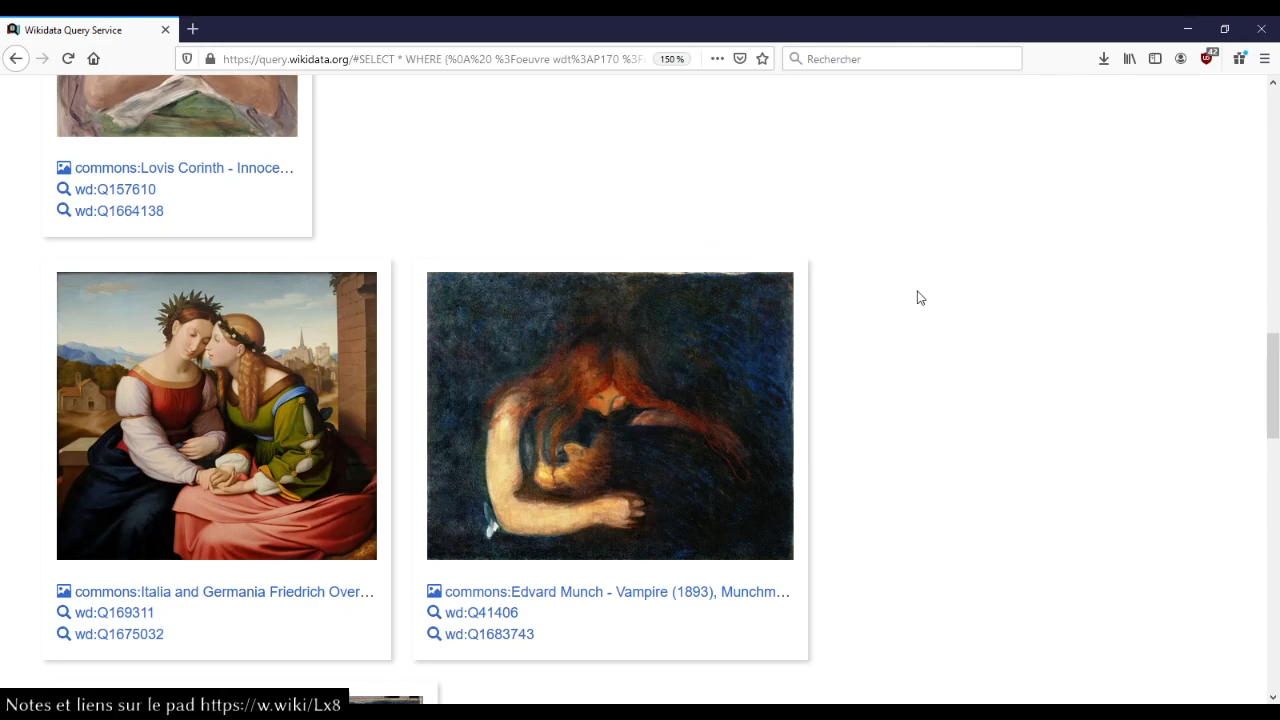 Wikidata Query Service
https://query.wikidata.org/#SELECT * WHERE {%0A%20 %3Foeuvre wdt%3AP170 %3F
150 %
Rechercher
42
commons:Lovis Corinth - Innoce…
wd:Q157610
wd:Q1664138
commons:Italia and Germania Friedrich Over…
wd:Q169311
wd:Q1675032
commons:Edvard Munch - Vampire (1893), Munchm…
wd:Q41406
wd:Q1683743
Notes et liens sur le pad https://w.wiki/Lx8